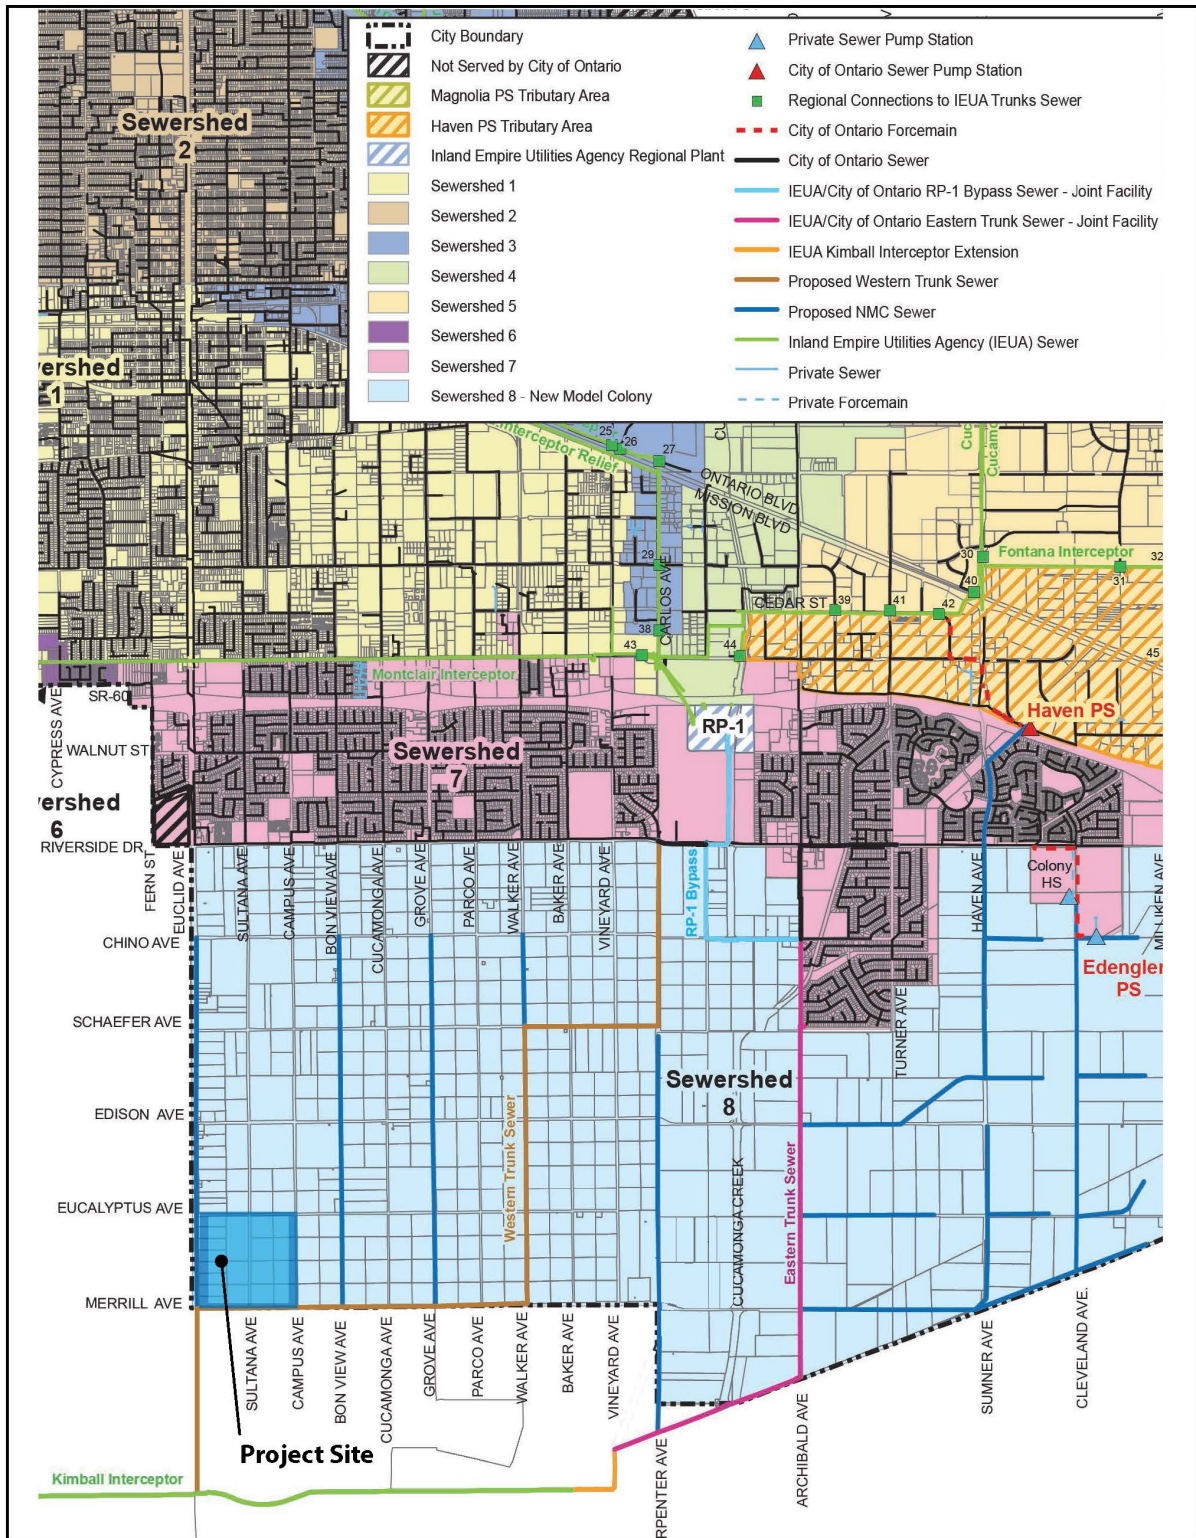 City Boundary
Not Served by City of Ontario
Magnolia PS Tributary Area
Haven PS Tributary Area
Inland Empire Utilities Agency Regional Plant
Sewershed 1
Sewershed 2
Sewershed 3
Sewershed 4
Sewershed 5
Sewershed 6
Sewershed 7
Sewershed 8 - New Model Colony
Private Sewer Pump Station
City of Ontario Sewer Pump Station
Regional Connections to IEUA Trunks Sewer
City of Ontario Forcemain
City of Ontario Sewer
IEUA/City of Ontario RP-1 Bypass Sewer - Joint Facility
IEUA/City of Ontario Eastern Trunk Sewer - Joint Facility
IEUA Kimball Interceptor Extension
Proposed Western Trunk Sewer
Proposed NMC Sewer
Inland Empire Utilities Agency (IEUA) Sewer
Private Sewer
Private Forcemain
Sewershed
2
ershed
1
25
26
27
Interceptor Relief
ONTARIO BLVD
MISSION BLVD
CU
Cuc
Cucamo
29
CARLOS AVE
30
Fontana Interceptor
32
31
40
CEDAR ST
39
41
42
38
43
44
45
Montclair Interceptor
SR-60
CYPRESS AVE
WALNUT ST
RP-1
Haven PS
Sewershed
7
ershed
6
RIVERSIDE DR
FERN ST
EUCLID AVE
SULTANA AVE
CAMPUS AVE
BON VIEW AVE
CUCAMONGA AVE
GROVE AVE
PARCO AVE
WALKER AVE
BAKER AVE
VINEYARD AVE
RP-1 Bypass
HAVEN AVE
Colony
HS
MILLIKEN AVE
CHINO AVE
Edengler
PS
SCHAEFER AVE
TURNER AVE
Sewershed
8
EDISON AVE
Western Trunk Sewer
CUCAMONGA CREEK
Eastern Trunk Sewer
EUCALYPTUS AVE
MERRILL AVE
SULTANA AVE
CAMPUS AVE
BON VIEW AVE
CUCAMONGA AVE
GROVE AVE
PARCO AVE
WALKER AVE
BAKER AVE
VINEYARD AVE
RPENTER AVE
ARCHIBALD AVE
SUMNER AVE
CLEVELAND AVE.
Project Site
Kimball Interceptor